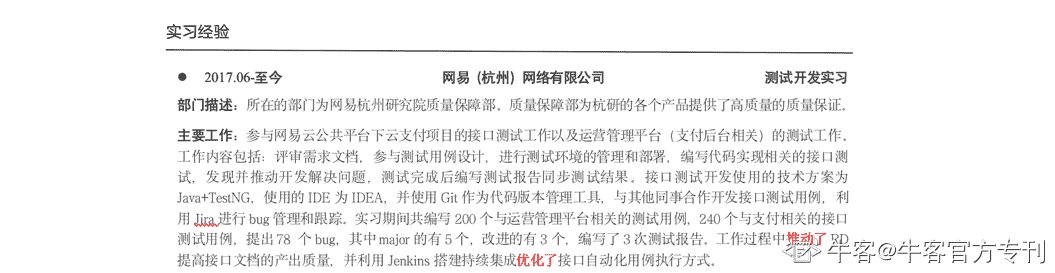 实习经验
● 2017.06-至今 网易（杭州）网络有限公司 测试开发实习
部门描述：所在的部门为网易杭州研究院质量保障部，质量保障部为杭研的各个产品提供了高质量的质量保证。
主要工作：参与网易云公共平台下云支付项目的接口测试工作以及运营管理平台（支付后台相关）的测试工作。
工作内容包括：评审需求文档，参与测试用例设计，进行测试环境的管理和部署，编写代码实现相关的接口测
试，发现并推动开发解决问题，测试完成后编写测试报告同步测试结果。接口测试开发使用的技术方案为
Java+TestNG，使用的 IDE 为 IDEA，并使用 Git 作为代码版本管理工具，与其他同事合作开发接口测试用例，利
用 Jira 进行 bug 管理和跟踪。实习期间共编写 200 个与运营管理平台相关的测试用例，240 个与支付相关的接口
测试用例，提出 78 个 bug，其中 major 的有 5 个，改进的有 3 个，编写了 3 次测试报告。工作过程中推动了 RD
提高接口文档的产出质量，并利用 Jenkins 搭建持续集成优化了接口自动化用例执行方式。
牛客@牛客官方专刊